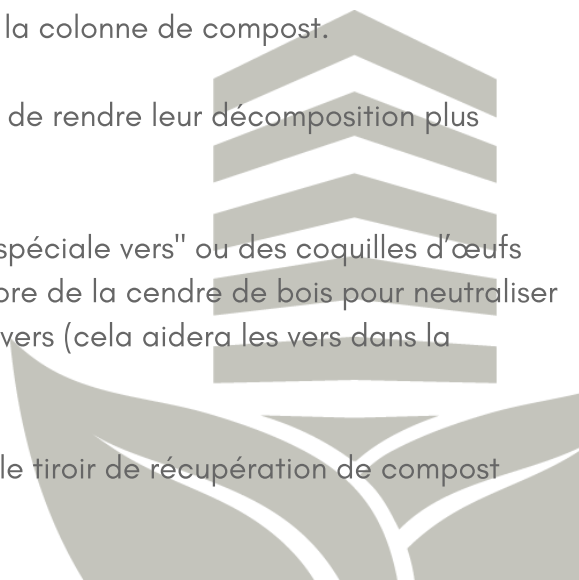 la colonne de compost.
de rendre leur décomposition plus
spéciale vers" ou des coquilles d’œufs
ore de la cendre de bois pour neutraliser
vers (cela aidera les vers dans la
le tiroir de récupération de compost